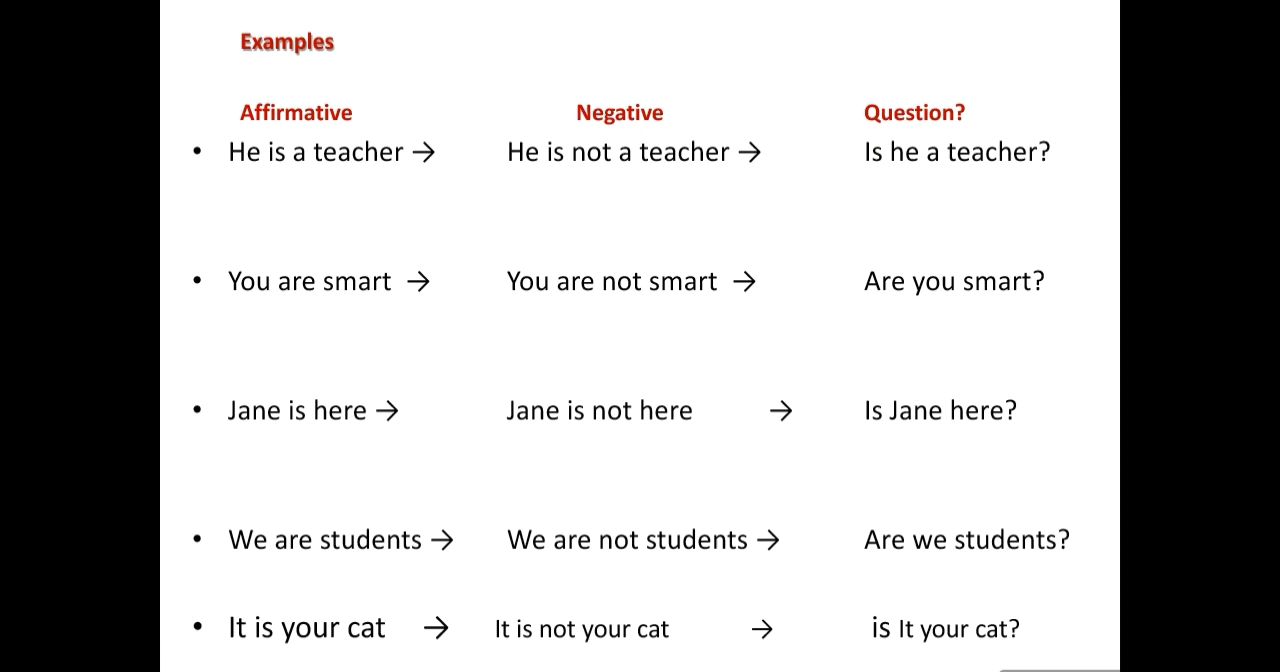 Examples
Affirmative Negative Question?
• He is a teacher → He is not a teacher → Is he a teacher?
• You are smart → You are not smart → Are you smart?
• Jane is here → Jane is not here → Is Jane here?
• We are students → We are not students → Are we students?
• It is your cat → It is not your cat → is It your cat?